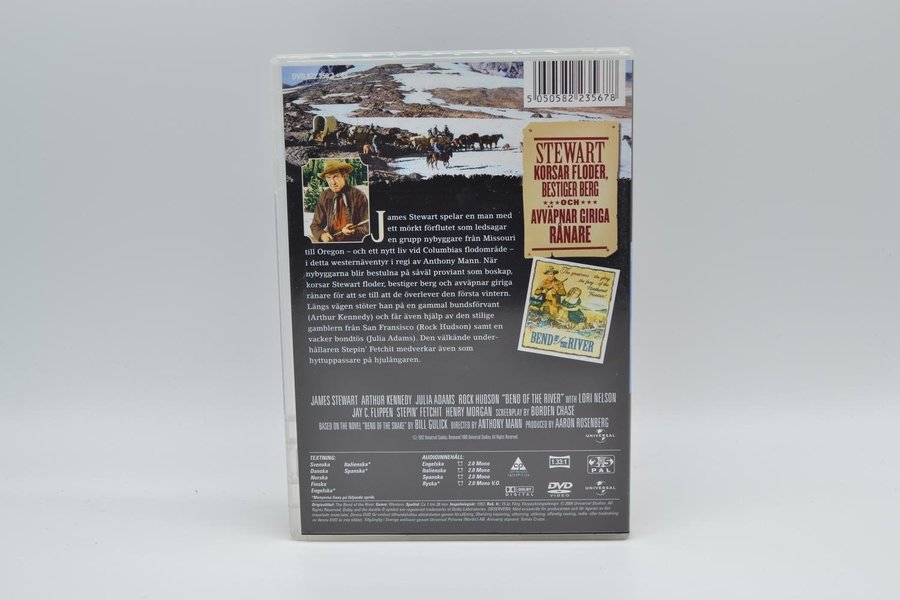 5 050582 235678
STEWART
KORSAR FLODER,
BESTIGER BERG
OCH
AVVÄPNAR GIRIGA
RÅNARE
BEND OF THE RIVER
James Stewart spelar en man med
ett mörkt förflutet som ledsagar
en grupp nybyggare från Missouri
till Oregon – och ett nytt liv vid Columbias flodområde –
i detta westernäventyr i regi av Anthony Mann. När
nybyggarna blir bestulna på såväl proviant som boskap,
korsar Stewart floder, bestiger berg och avväpnar giriga
rånare för att se till att de överlever den första vintern.
Längs vägen stöter han på en gammal bundsförvant
(Arthur Kennedy) och får även hjälp av den stilige
gamblern från San Fransisco (Rock Hudson) samt en
vacker bondtös (Julia Adams). Den välkände under-
hållaren Stepin' Fetchit medverkar även som
hyttuppassare på hjulångaren.
JAMES STEWART ARTHUR KENNEDY JULIA ADAMS ROCK HUDSON "BEND OF THE RIVER" WITH LORI NELSON
JAY C. FLIPPEN STEPIN' FETCHIT HENRY MORGAN SCREENPLAY BY BORDEN CHASE
BASED ON THE NOVEL "BEND OF THE SNAKE" BY BILL GULICK DIRECTED BY ANTHONY MANN PRODUCED BY AARON ROSENBERG
UNIVERSAL
TEXTNING: AUDIOINNEHÅLL:
Svenska Italienska* Engelska 2.0 Mono
Danska Spanska* Italienska 2.0 Mono
Norska Spanska 2.0 Mono
Finska Ryska* 2.0 Mono V.O.
Engelska*
1:33:1
2 5
PAL
DOLBY
DIGITAL
DVD
VIDEO
UNIVERSAL